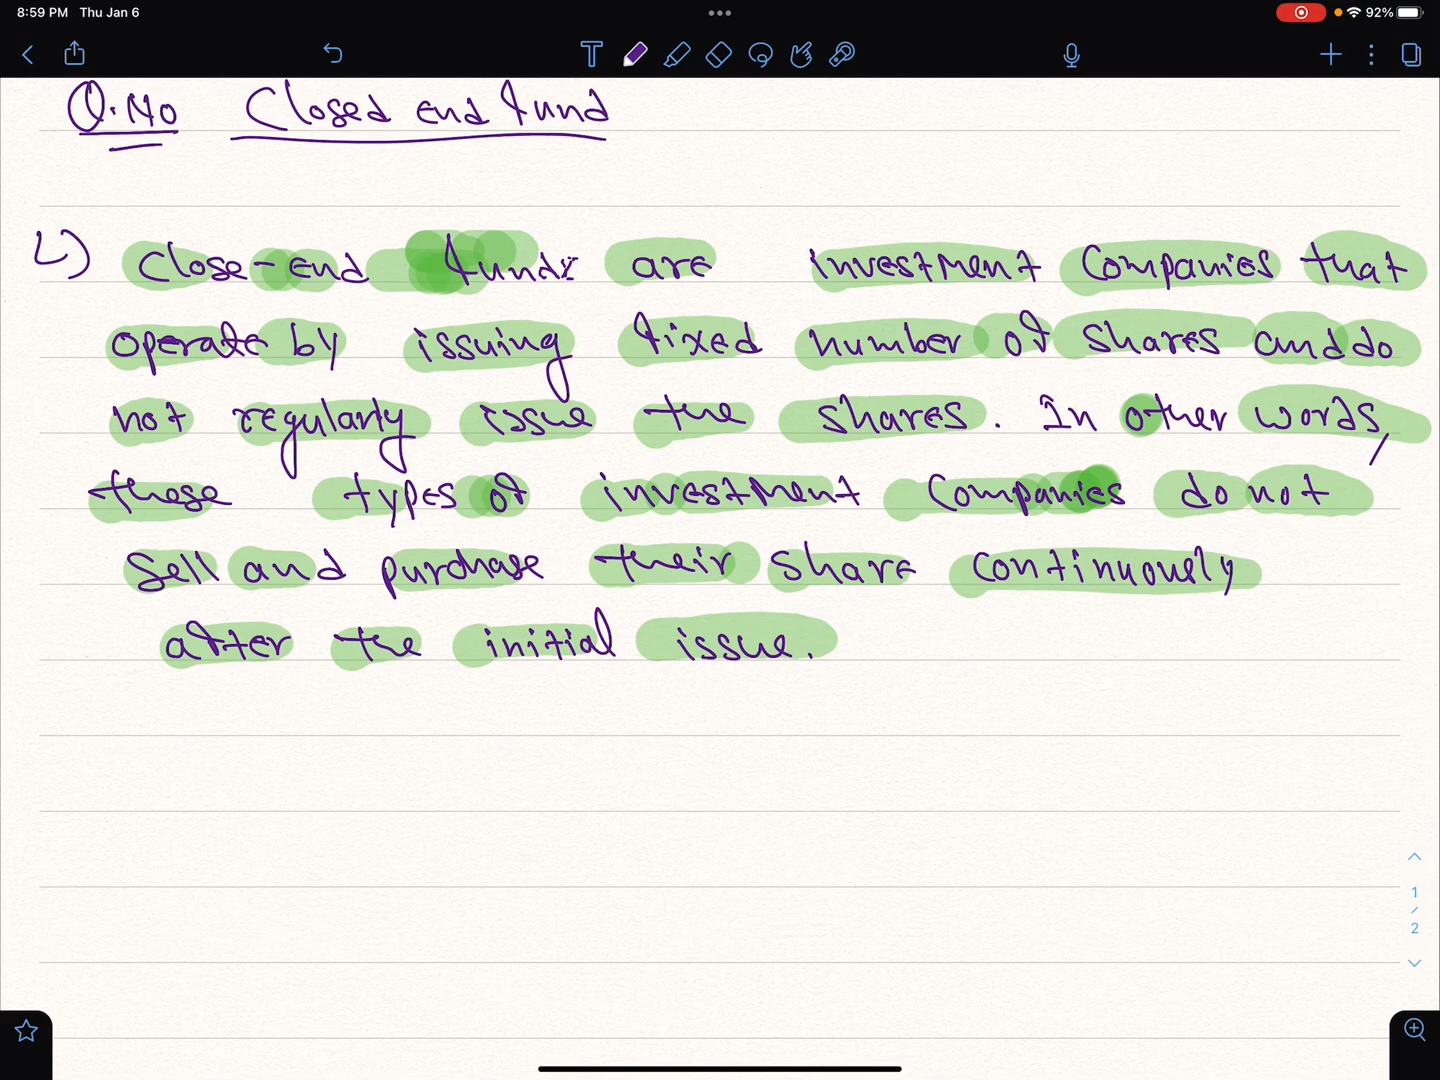 8:59 PM Thu Jan 6
92%
Q.No Closed end fund
Close-end funds are investment Companies that
operate by issuing fixed number of shares and do
not regularly issue the shares. In other words,
these types of investment Companies do not
Sell and purchase their share continuously
after the initial issue.
1
/
2